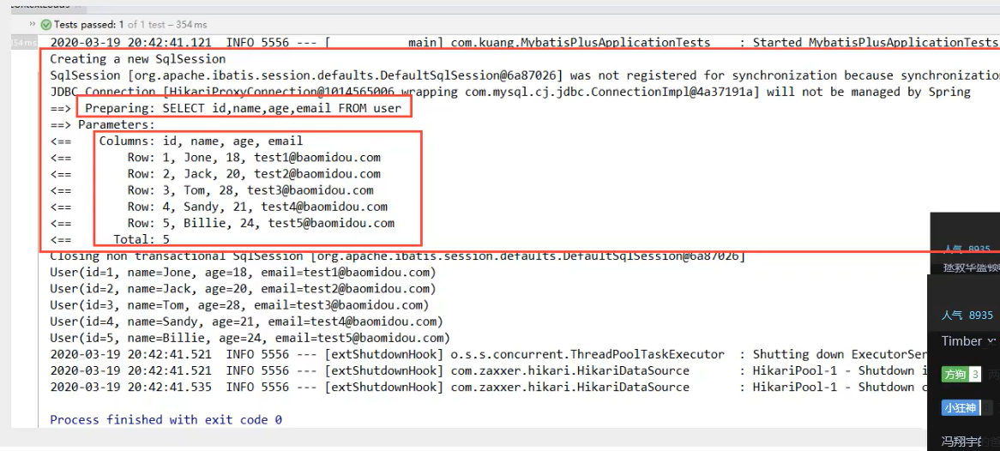 Tests passed: 1 of 1 test – 354 ms
2020-03-19 20:42:41.121 INFO 5556 --- [ main] com.kuang.MybatisPlusApplicationTests : Started MybatisPlusApplicationTests
Creating a new SqlSession
SqlSession [org.apache.ibatis.session.defaults.DefaultSqlSession@6a87026] was not registered for synchronization because
JDBC Connection [HikariProxyConnection@1014565006 wrapping com.mysql.cj.jdbc.ConnectionImpl@4a37191a] will not be managed by Spring
==> Preparing: SELECT id,name,age,email FROM user
==> Parameters:
<== Columns: id, name, age, email
<== Row: 1, Jone, 18, test1@baomidou.com
<== Row: 2, Jack, 20, test2@baomidou.com
<== Row: 3, Tom, 28, test3@baomidou.com
<== Row: 4, Sandy, 21, test4@baomidou.com
<== Row: 5, Billie, 24, test5@baomidou.com
<== Total: 5
Closing non transactional SqlSession [org.apache.ibatis.session.defaults.DefaultSqlSession@6a87026]
User(id=1, name=Jone, age=18, email=test1@baomidou.com)
User(id=2, name=Jack, age=20, email=test2@baomidou.com)
User(id=3, name=Tom, age=28, email=test3@baomidou.com)
User(id=4, name=Sandy, age=21, email=test4@baomidou.com)
User(id=5, name=Billie, age=24, email=test5@baomidou.com)
2020-03-19 20:42:41.521 INFO 5556 --- [extShutdownHook] o.s.s.concurrent.ThreadPoolTaskExecutor : Shutting down
2020-03-19 20:42:41.521 INFO 5556 --- [extShutdownHook] com.zaxxer.hikari.HikariDataSource : HikariPool-1 - Shutdown
2020-03-19 20:42:41.535 INFO 5556 --- [extShutdownHook] com.zaxxer.hikari.HikariDataSource : HikariPool-1 - Shutdown
Process finished with exit code 0
人气 8935
人气 8935
Timber
方狗 3
小狂神
冯翔宇